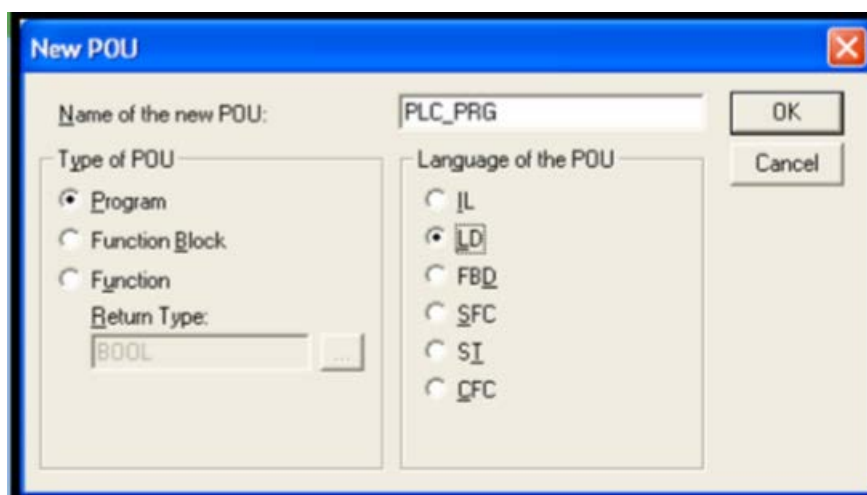 New POU
Name of the new POU:
PLC_PRG
OK
Cancel
Type of POU
Program
Function Block
Function
Return Type:
BOOL
...
Language of the POU
IL
LD
FBD
SFC
ST
CFC